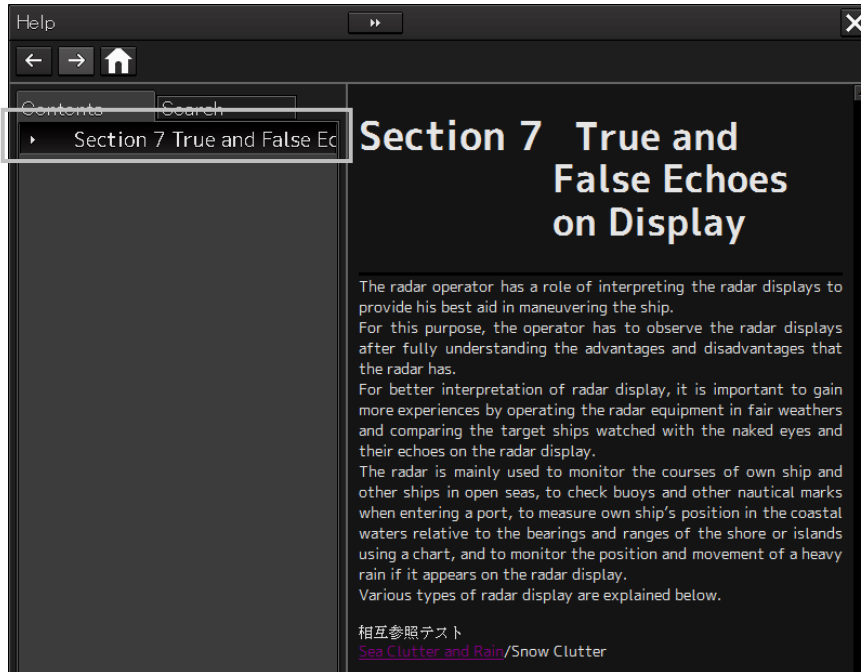 Help
Contents Search
Section 7 True and False Ec
Section 7 True and
False Echoes
on Display
The radar operator has a role of interpreting the radar displays to
provide his best aid in maneuvering the ship.
For this purpose, the operator has to observe the radar displays
after fully understanding the advantages and disadvantages that
the radar has.
For better interpretation of radar display, it is important to gain
more experiences by operating the radar equipment in fair weathers
and comparing the target ships watched with the naked eyes and
their echoes on the radar display.
The radar is mainly used to monitor the courses of own ship and
other ships in open seas, to check buoys and other nautical marks
when entering a port, to measure own ship's position in the coastal
waters relative to the bearings and ranges of the shore or islands
using a chart, and to monitor the position and movement of a heavy
rain if it appears on the radar display.
Various types of radar display are explained below.
相互参照テスト
Sea Clutter and Rain/Snow Clutter